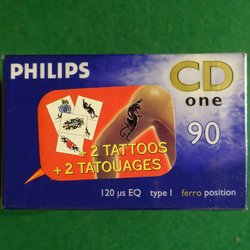 PHILIPS
CD
one
90
+ 2 TATTOOS
+ 2 TATOUAGES
120 µs EQ type I ferro position